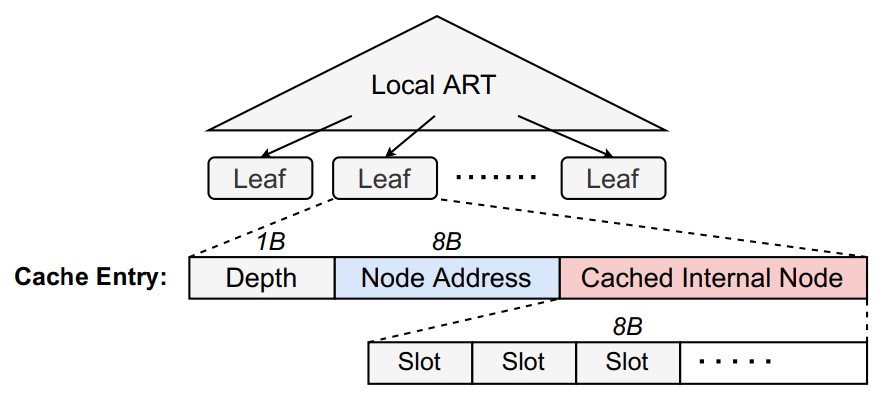 Local ART
Leaf Leaf ······· Leaf
1B 8B
Cache Entry: Depth Node Address Cached Internal Node
8B
Slot Slot Slot ·····